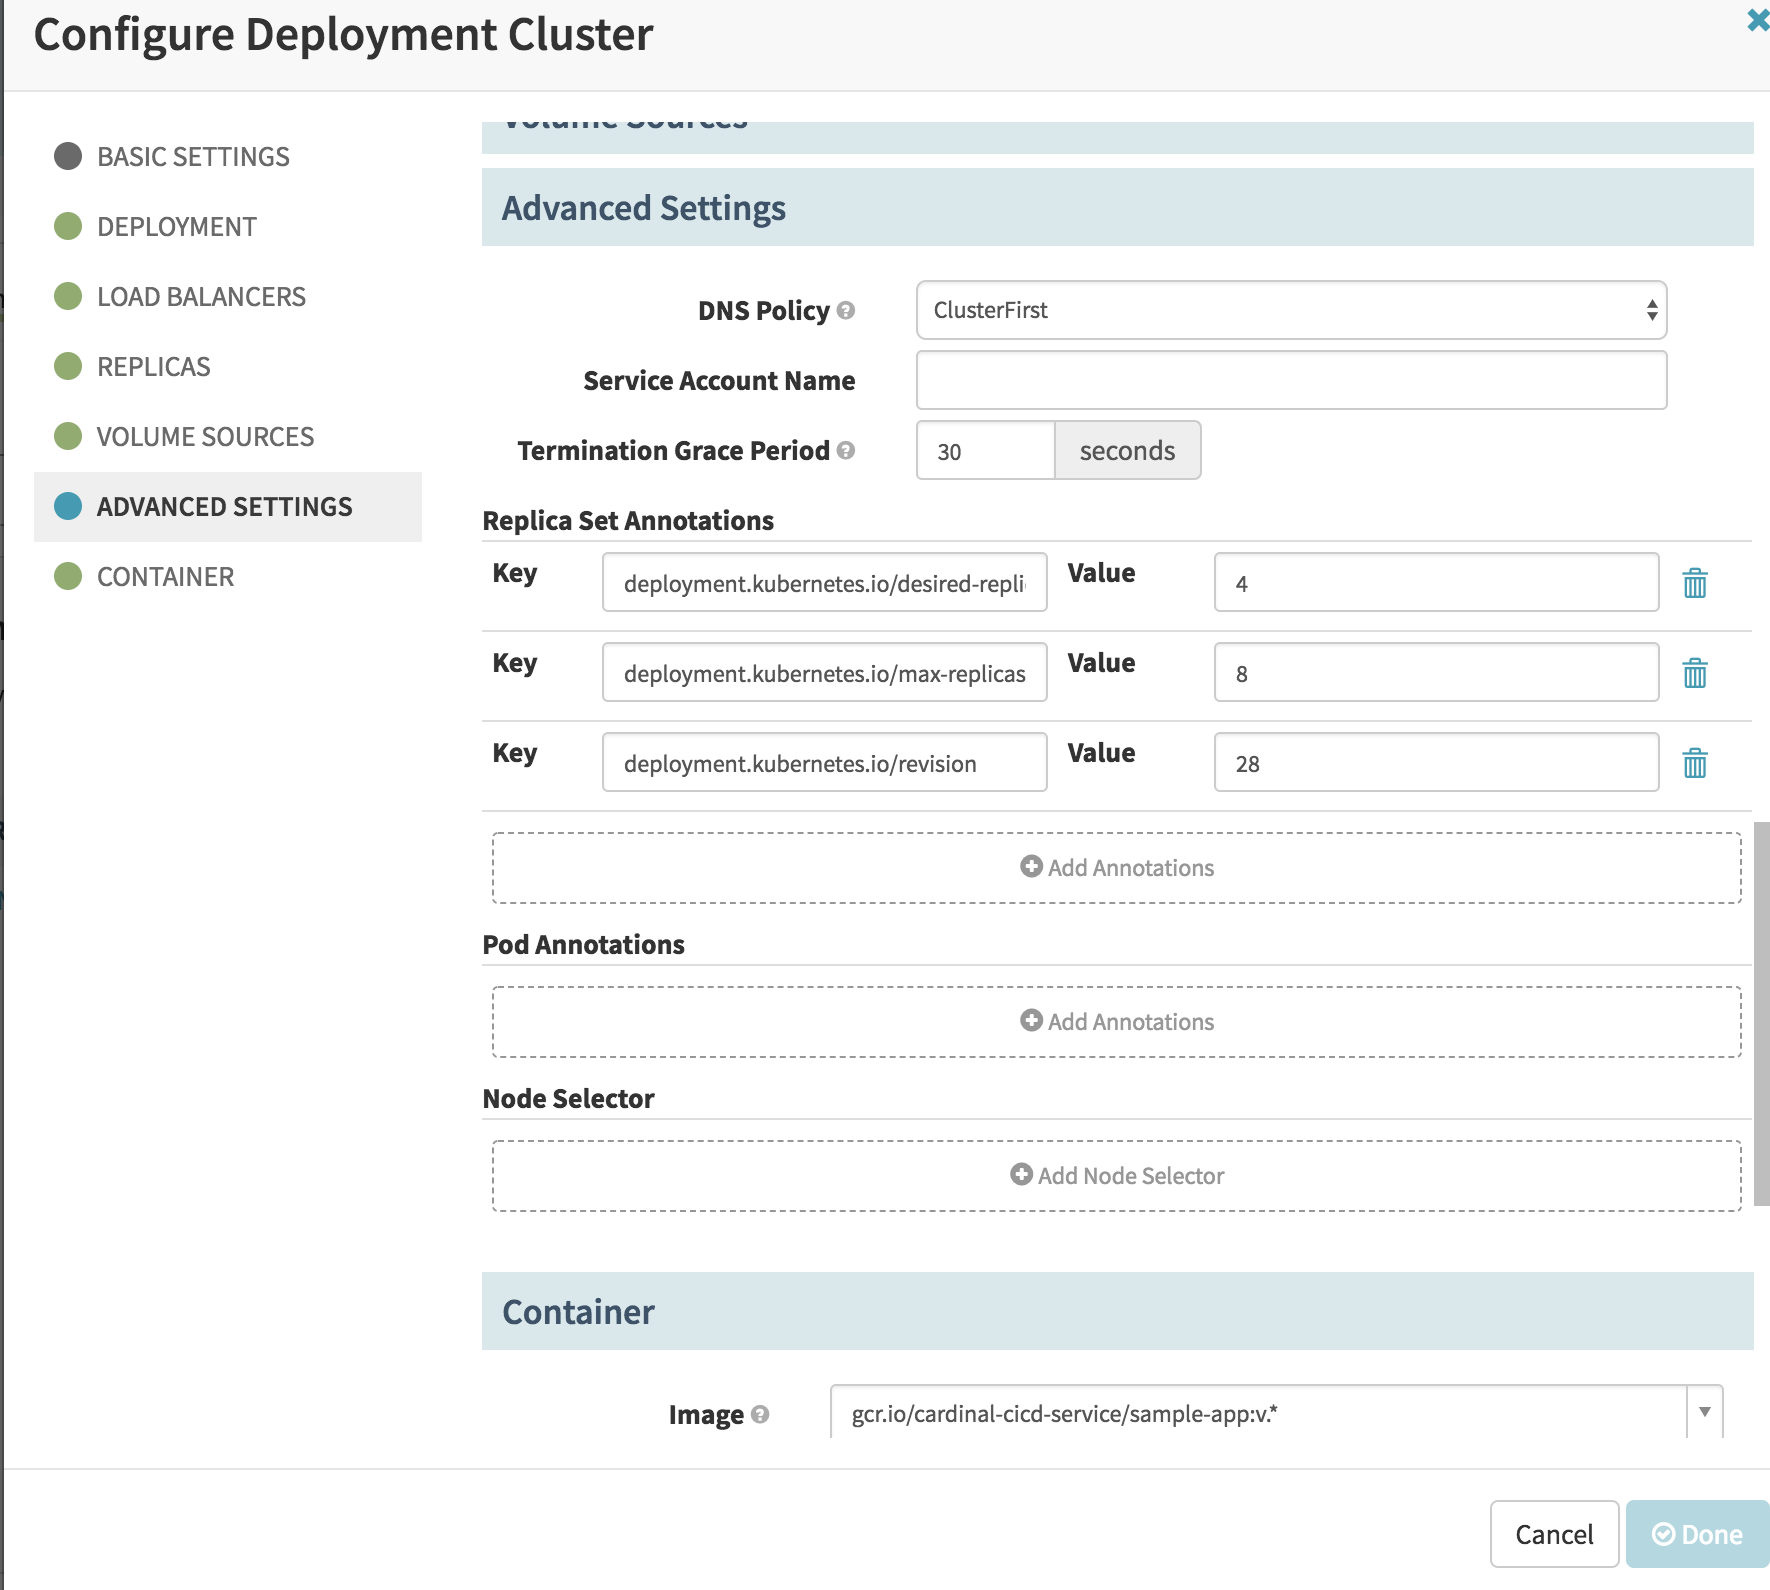 Configure Deployment Cluster
BASIC SETTINGS
DEPLOYMENT
LOAD BALANCERS
REPLICAS
VOLUME SOURCES
ADVANCED SETTINGS
CONTAINER
Volume Sources
Advanced Settings
DNS Policy ClusterFirst
Service Account Name
Termination Grace Period 30 seconds
Replica Set Annotations
Key deployment.kubernetes.io/desired-repli Value 4
Key deployment.kubernetes.io/max-replicas Value 8
Key deployment.kubernetes.io/revision Value 28
Add Annotations
Pod Annotations
Add Annotations
Node Selector
Add Node Selector
Container
Image gcr.io/cardinal-cicd-service/sample-app:v.*
Cancel Done